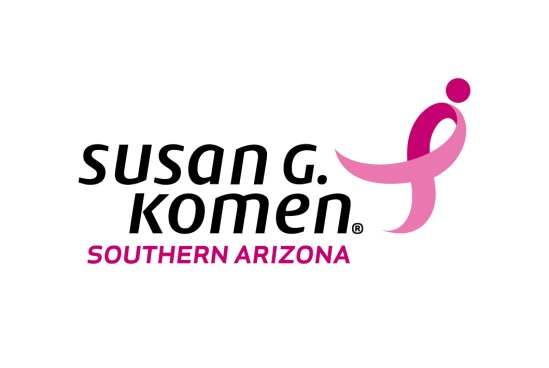 susan G.
komen®
SOUTHERN ARIZONA